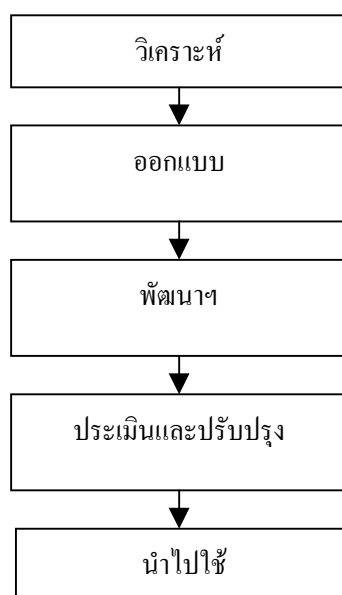 วิเคราะห์
ออกแบบ
พัฒนาฯ
ประเมินและปรับปรุง
นำไปใช้